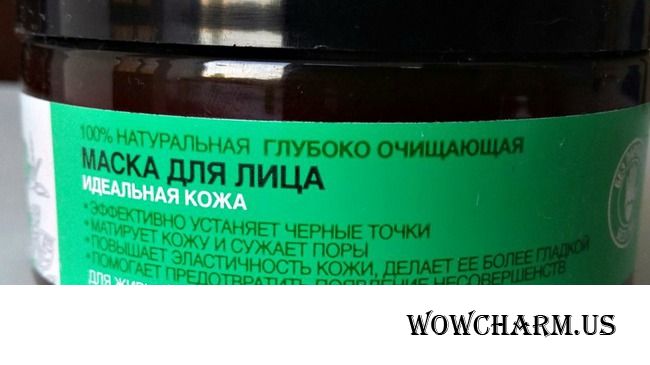 100% НАТУРАЛЬНАЯ ГЛУБОКО ОЧИЩАЮЩАЯ
МАСКА ДЛЯ ЛИЦА
ИДЕАЛЬНАЯ КОЖА
•ЭФФЕКТИВНО УСТАНЯЕТ ЧЕРНЫЕ ТОЧКИ
•МАТИРУЕТ КОЖУ И СУЖАЕТ ПОРЫ
•ПОВЫШАЕТ ЭЛАСТИЧНОСТЬ КОЖИ, ДЕЛАЕТ ЕЕ БОЛЕЕ ГЛАДКОЙ
•ПОМОГАЕТ ПРЕДОТВРАТИТЬ ПОЯВЛЕНИЕ НЕСОВЕРШЕНСТВ
ДЛЯ
WOWCHARM.US